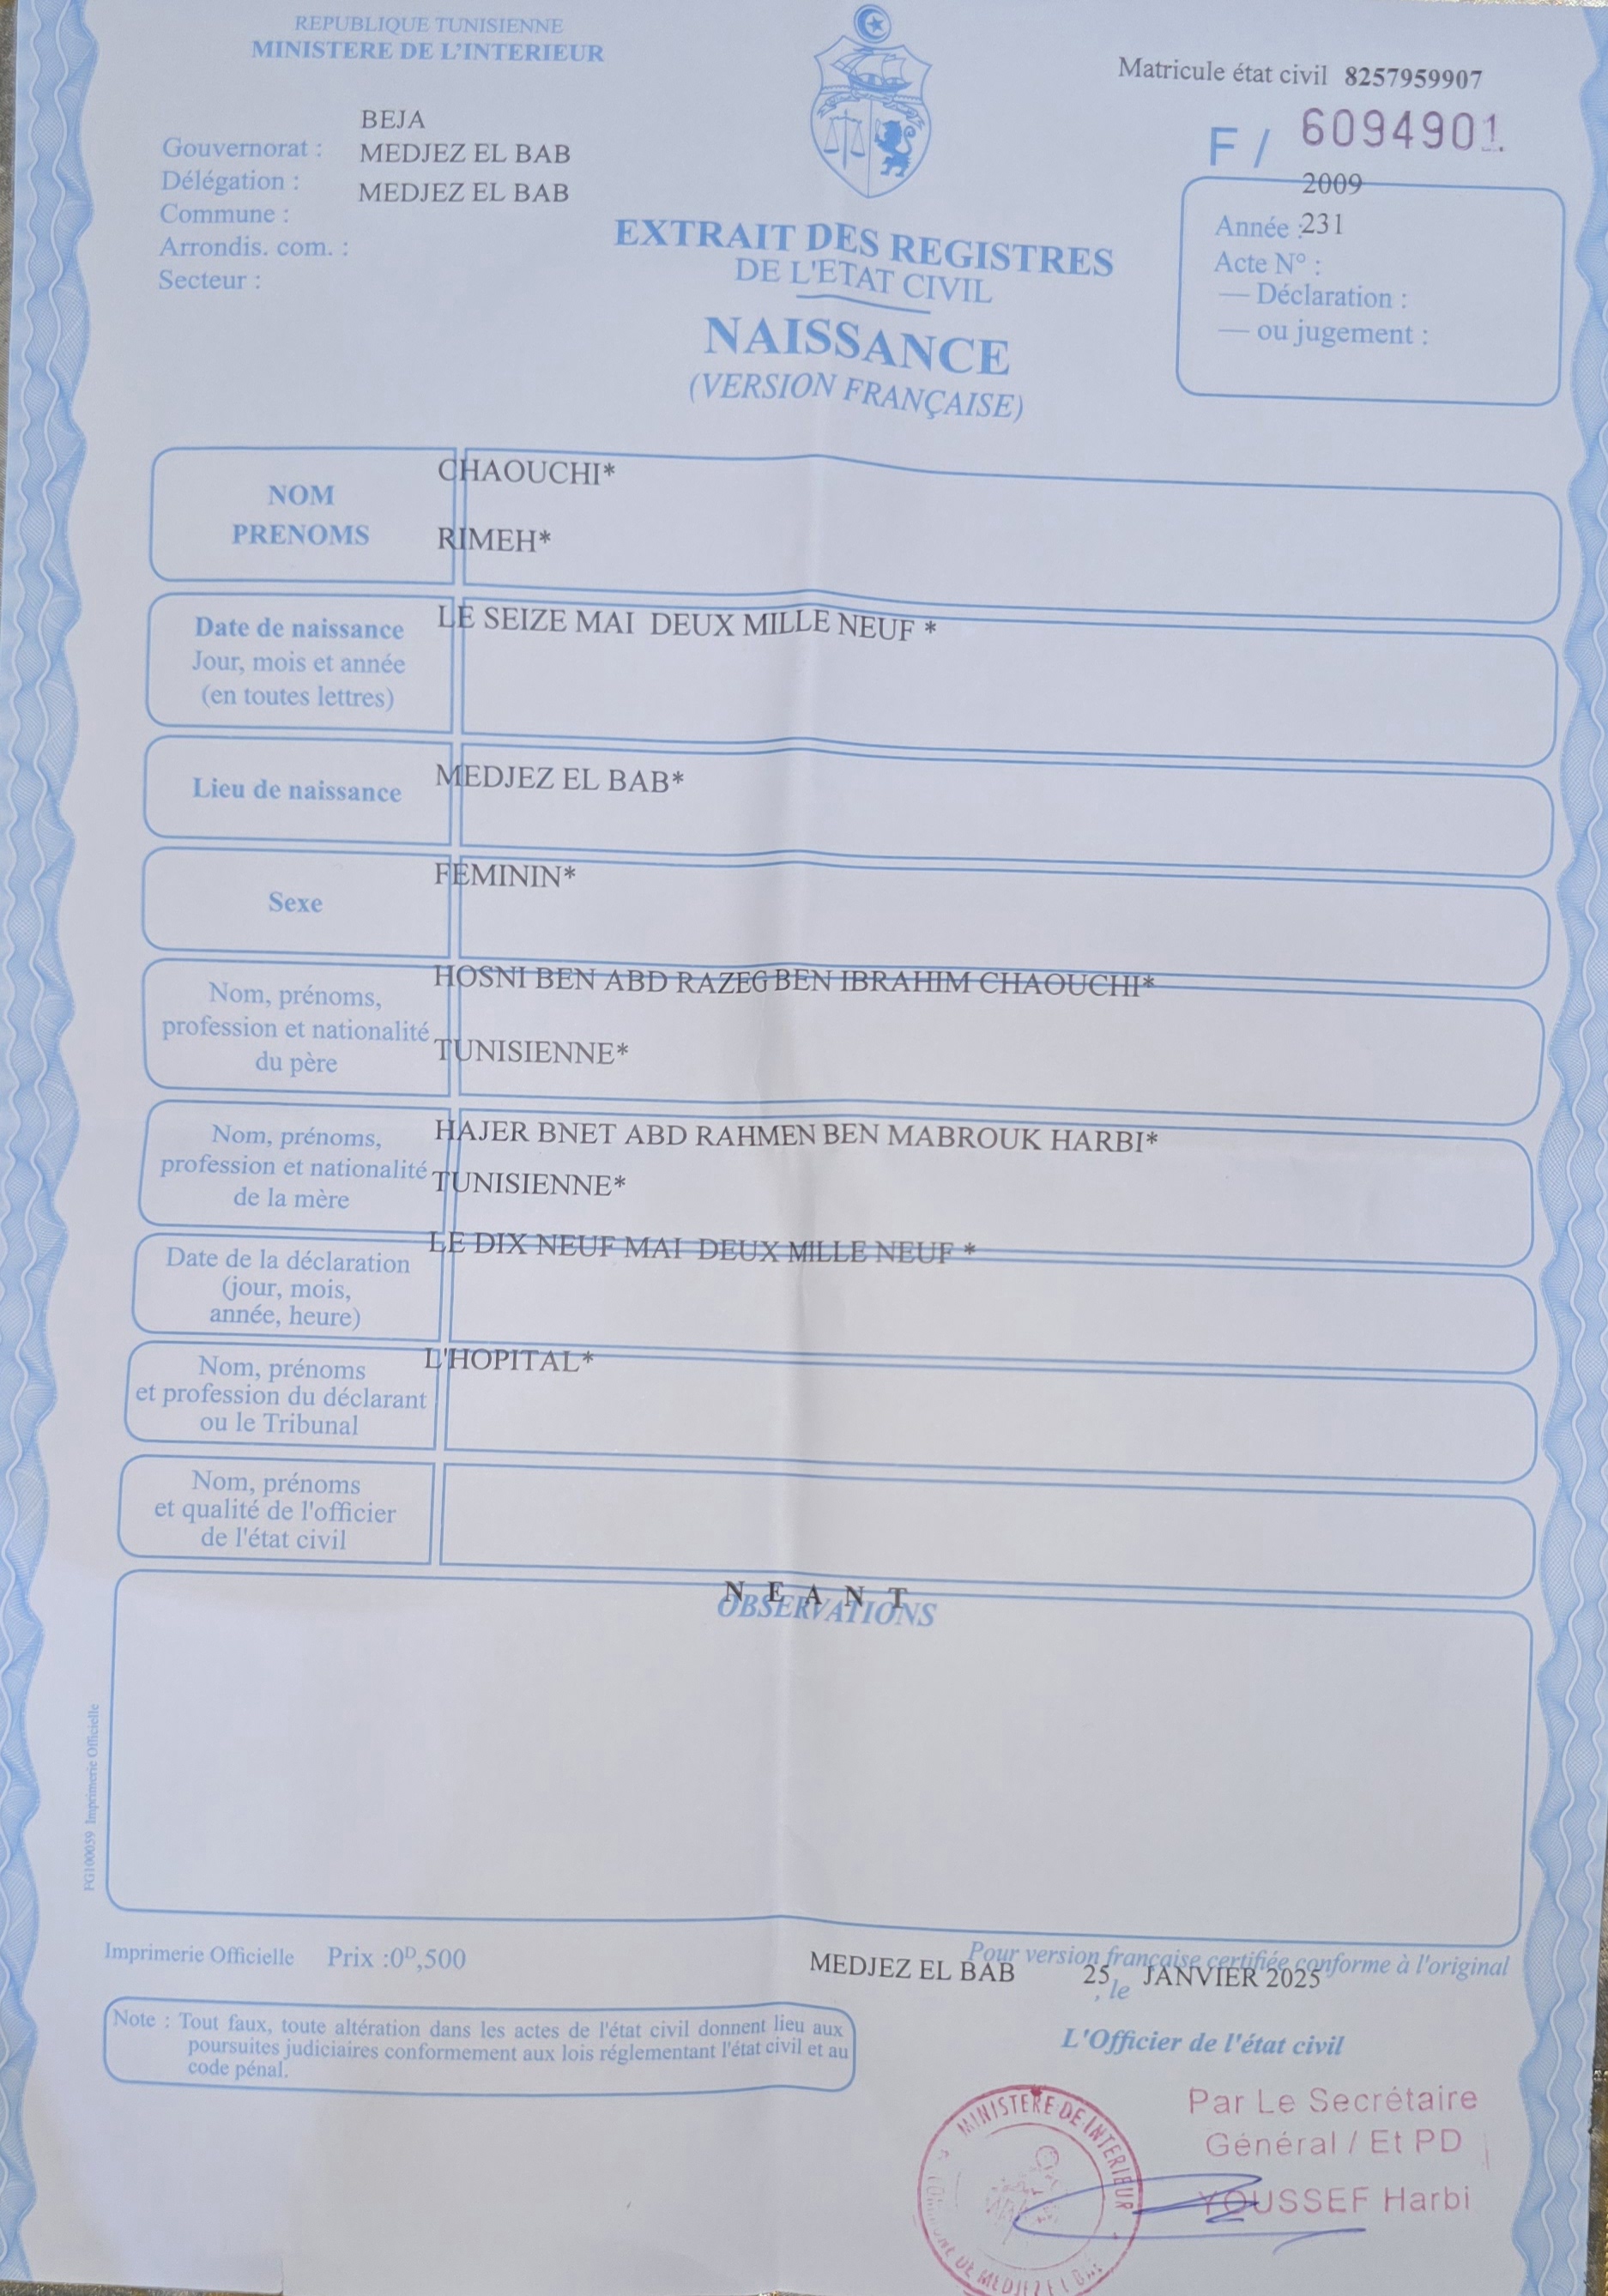 REPUBLIQUE TUNISIENNE
MINISTERE DE L'INTERIEUR
Matricule état civil 8257959907
F / 6094901
BEJA
Gouvernorat :
MEDJEZ EL BAB
Délégation :
MEDJEZ EL BAB
Commune :
Arrondis. com. :
Secteur :
2009
Année :231
Acte N° :
— Déclaration :
— ou jugement :
EXTRAIT DES REGISTRES
DE L'ETAT CIVIL
NAISSANCE
(VERSION FRANÇAISE)
NOM
PRENOMS
CHAOUCHI*
RIMEH*
Date de naissance
Jour, mois et année
(en toutes lettres)
LE SEIZE MAI DEUX MILLE NEUF *
Lieu de naissance
MEDJEZ EL BAB*
Sexe
FEMININ*
Nom, prénoms,
profession et nationalité
du père
HOSNI BEN ABD RAZEG BEN IBRAHIM CHAOUCHI*
TUNISIENNE*
Nom, prénoms,
profession et nationalité
de la mère
HAJER BNET ABD RAHMEN BEN MABROUK HARBI*
TUNISIENNE*
Date de la déclaration
(jour, mois,
année, heure)
LE DIX NEUF MAI DEUX MILLE NEUF *
Nom, prénoms
et profession du déclarant
ou le Tribunal
L'HOPITAL*
Nom, prénoms
et qualité de l'officier
de l'état civil
N E A N T
OBSERVATIONS
FG100059 Imprimerie Officielle
Imprimerie Officielle Prix :0D,500
Pour version française certifiée conforme à l'original
MEDJEZ EL BAB 25 JANVIER 2025
, le
Note : Tout faux, toute altération dans les actes de l'état civil donnent lieu aux
poursuites judiciaires conformement aux lois réglementant l'état civil et au
code pénal.
L'Officier de l'état civil
Par Le Secrétaire
Général / Et PD
YOUSSEF Harbi
MINISTERE DE INTERIEUR
DE MEDJEZ EL BAB